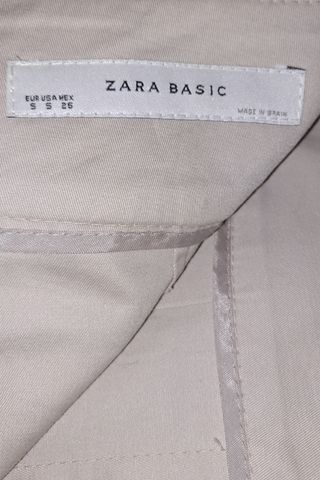 ZARA BASIC
EUR USA MEX
S S 26
MADE IN SPAIN